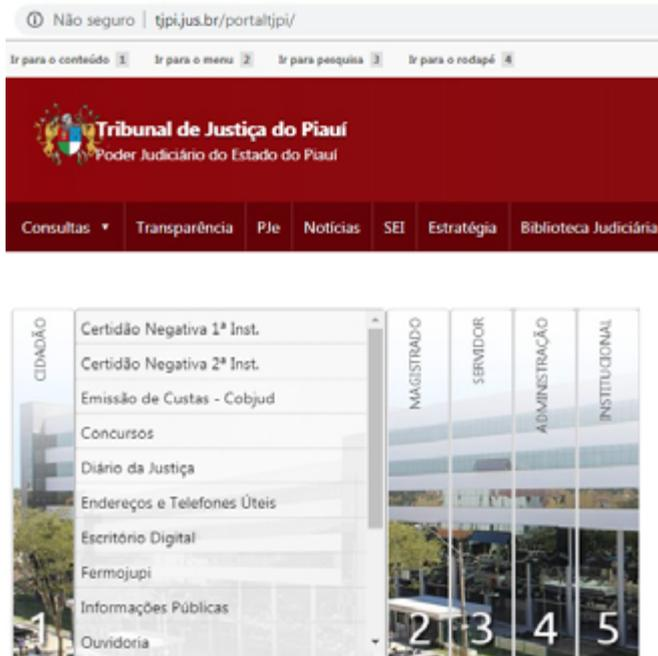 Não seguro | tjpi.jus.br/portaltjpi/
Ir para o conteúdo 1 Ir para o menu 2 Ir para pesquisa 3 Ir para o rodapé 4
Tribunal de Justiça do Piauí
Poder Judiciário do Estado do Piauí
Consultas Transparência PJe Notícias SEI Estratégia Biblioteca Judiciária
CIDADÃO
1
Certidão Negativa 1ª Inst.
Certidão Negativa 2ª Inst.
Emissão de Custas - Cobjud
Concursos
Diário da Justiça
Endereços e Telefones Úteis
Escritório Digital
Fermojupi
Informações Públicas
Ouvidoria
MAGISTRADO
2
SERVIDOR
3
ADMINISTRAÇÃO
4
INSTITUCIONAL
5